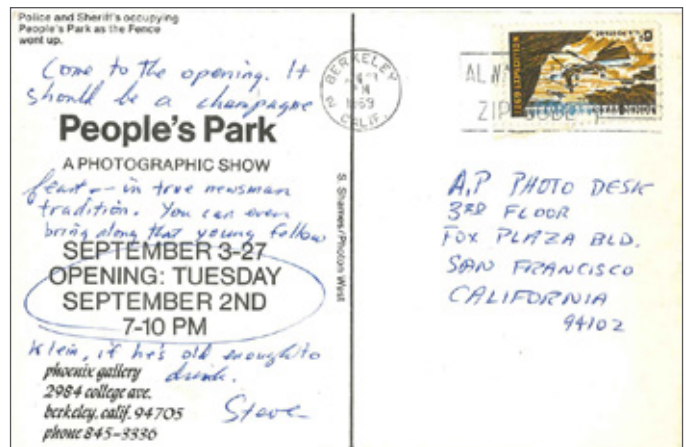 Police and Sheriff's occupying
People's Park as the Fence
went up.
Come to the opening. It
should be a champagne
People's Park
A PHOTOGRAPHIC SHOW
feast — in true newsman
tradition. You can even
bring along that young fellow
SEPTEMBER 3-27
OPENING: TUESDAY
SEPTEMBER 2ND
7-10 PM
Klein, if he's old enough to
drink.
Steve
phoenix gallery
2984 college ave.
berkeley, calif. 94705
phone 845-3336
S. Shames/Photon West
BERKELEY
PM
1969
CALIF.
1869 EXPEDITION
6¢
ZIP CODE
A.P PHOTO DESK
3RD FLOOR
FOX PLAZA BLD.
SAN FRANCISCO
CALIFORNIA
94102